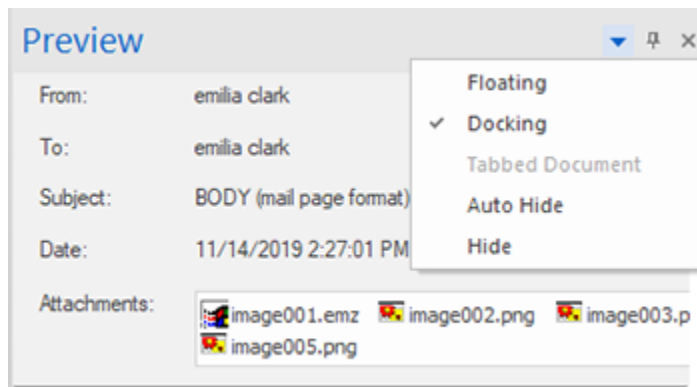 Preview
Floating
Docking
Tabbed Document
Auto Hide
Hide
From: emilia clark
To: emilia clark
Subject: BODY (mail page format)
Date: 11/14/2019 2:27:01 PM
Attachments: image001.emz image002.png image003.p
image005.png